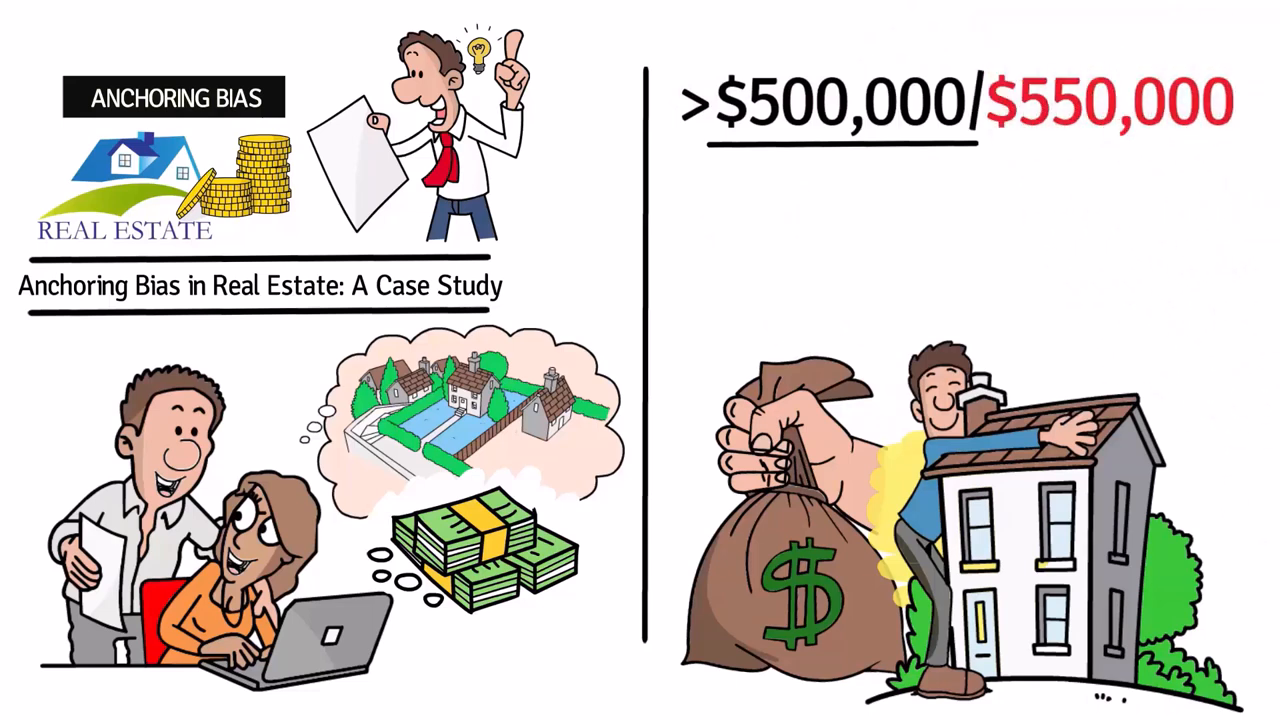 ANCHORING BIAS
REAL ESTATE
Anchoring Bias in Real Estate: A Case Study
>$500,000/$550,000
$